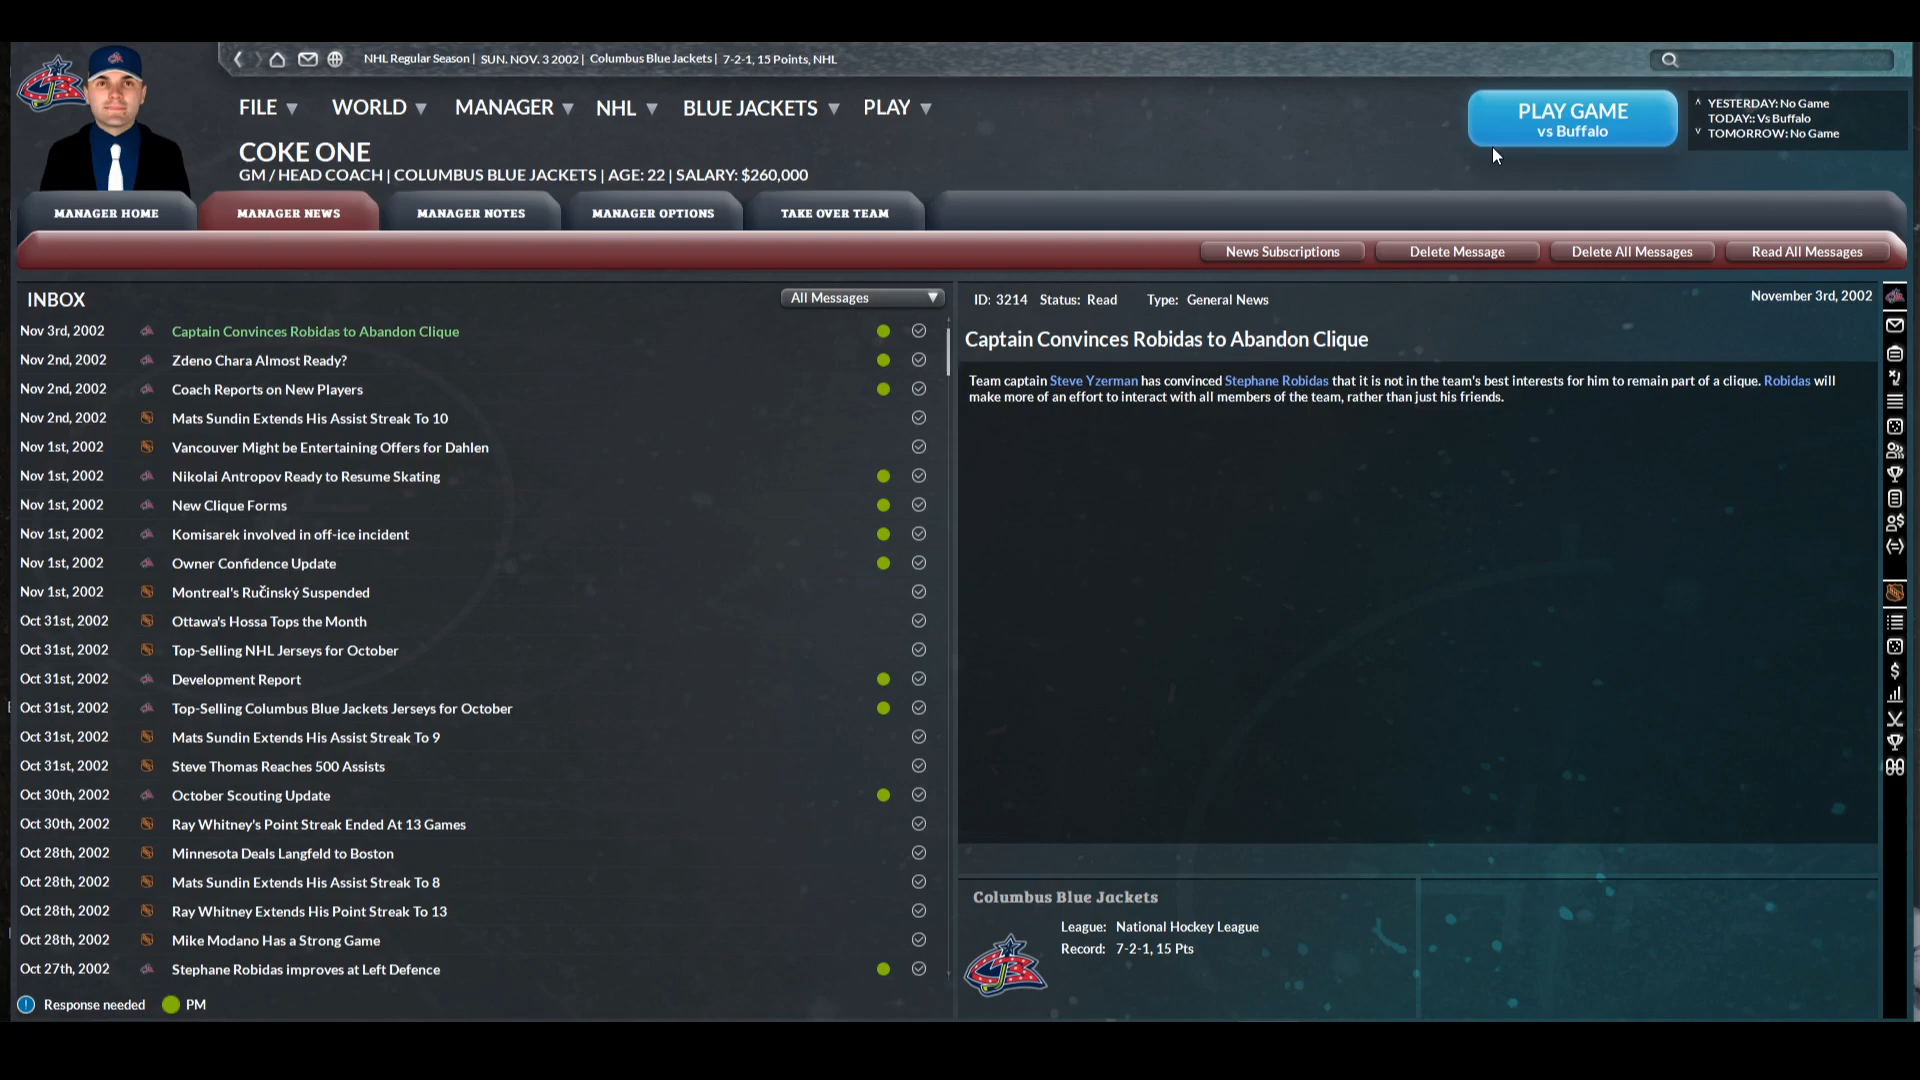 NHL Regular Season | SUN. NOV. 3 2002 | Columbus Blue Jackets | 7-2-1, 15 Points, NHL
FILE WORLD MANAGER NHL BLUE JACKETS PLAY
PLAY GAME
vs Buffalo
YESTERDAY: No Game
TODAY:: Vs Buffalo
TOMORROW: No Game
COKE ONE
GM / HEAD COACH | COLUMBUS BLUE JACKETS | AGE: 22 | SALARY: $260,000
MANAGER HOME MANAGER NEWS MANAGER NOTES MANAGER OPTIONS TAKE OVER TEAM
News Subscriptions Delete Message Delete All Messages Read All Messages
INBOX All Messages
Nov 3rd, 2002 Captain Convinces Robidas to Abandon Clique
Nov 2nd, 2002 Zdeno Chara Almost Ready?
Nov 2nd, 2002 Coach Reports on New Players
Nov 2nd, 2002 Mats Sundin Extends His Assist Streak To 10
Nov 1st, 2002 Vancouver Might be Entertaining Offers for Dahlen
Nov 1st, 2002 Nikolai Antropov Ready to Resume Skating
Nov 1st, 2002 New Clique Forms
Nov 1st, 2002 Komisarek involved in off-ice incident
Nov 1st, 2002 Owner Confidence Update
Nov 1st, 2002 Montreal's Ručinský Suspended
Oct 31st, 2002 Ottawa's Hossa Tops the Month
Oct 31st, 2002 Top-Selling NHL Jerseys for October
Oct 31st, 2002 Development Report
Oct 31st, 2002 Top-Selling Columbus Blue Jackets Jerseys for October
Oct 31st, 2002 Mats Sundin Extends His Assist Streak To 9
Oct 31st, 2002 Steve Thomas Reaches 500 Assists
Oct 30th, 2002 October Scouting Update
Oct 30th, 2002 Ray Whitney's Point Streak Ended At 13 Games
Oct 28th, 2002 Minnesota Deals Langfeld to Boston
Oct 28th, 2002 Mats Sundin Extends His Assist Streak To 8
Oct 28th, 2002 Ray Whitney Extends His Point Streak To 13
Oct 28th, 2002 Mike Modano Has a Strong Game
Oct 27th, 2002 Stephane Robidas improves at Left Defence
Response needed PM
ID: 3214 Status: Read Type: General News November 3rd, 2002
Captain Convinces Robidas to Abandon Clique
Team captain Steve Yzerman has convinced Stephane Robidas that it is not in the team's best interests for him to remain part of a clique. Robidas will
make more of an effort to interact with all members of the team, rather than just his friends.
Columbus Blue Jackets
League: National Hockey League
Record: 7-2-1, 15 Pts